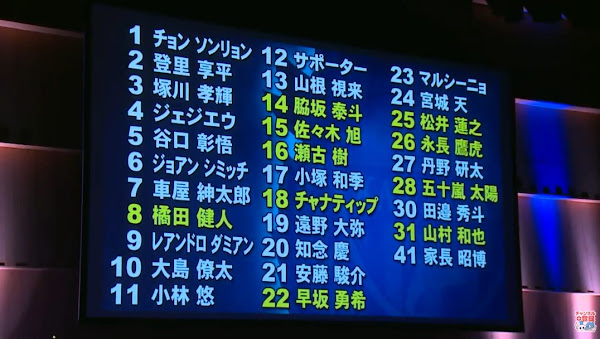 1 チョン ソンリョン
2 登里 享平
3 塚川 孝輝
4 ジェジエウ
5 谷口 彰悟
6 ジョアン シミッチ
7 車屋 紳太郎
8 橘田 健人
9 レアンドロ ダミアン
10 大島 僚太
11 小林 悠
12 サポーター
13 山根 視来
14 脇坂 泰斗
15 佐々木 旭
16 瀬古 樹
17 小塚 和季
18 チャナティップ
19 遠野 大弥
20 知念 慶
21 安藤 駿介
22 早坂 勇希
23 マルシーニョ
24 宮城 天
25 松井 蓮之
26 永長 鷹虎
27 丹野 研太
28 五十嵐 太陽
30 田邉 秀斗
31 山村 和也
41 家長 昭博
チャンネル